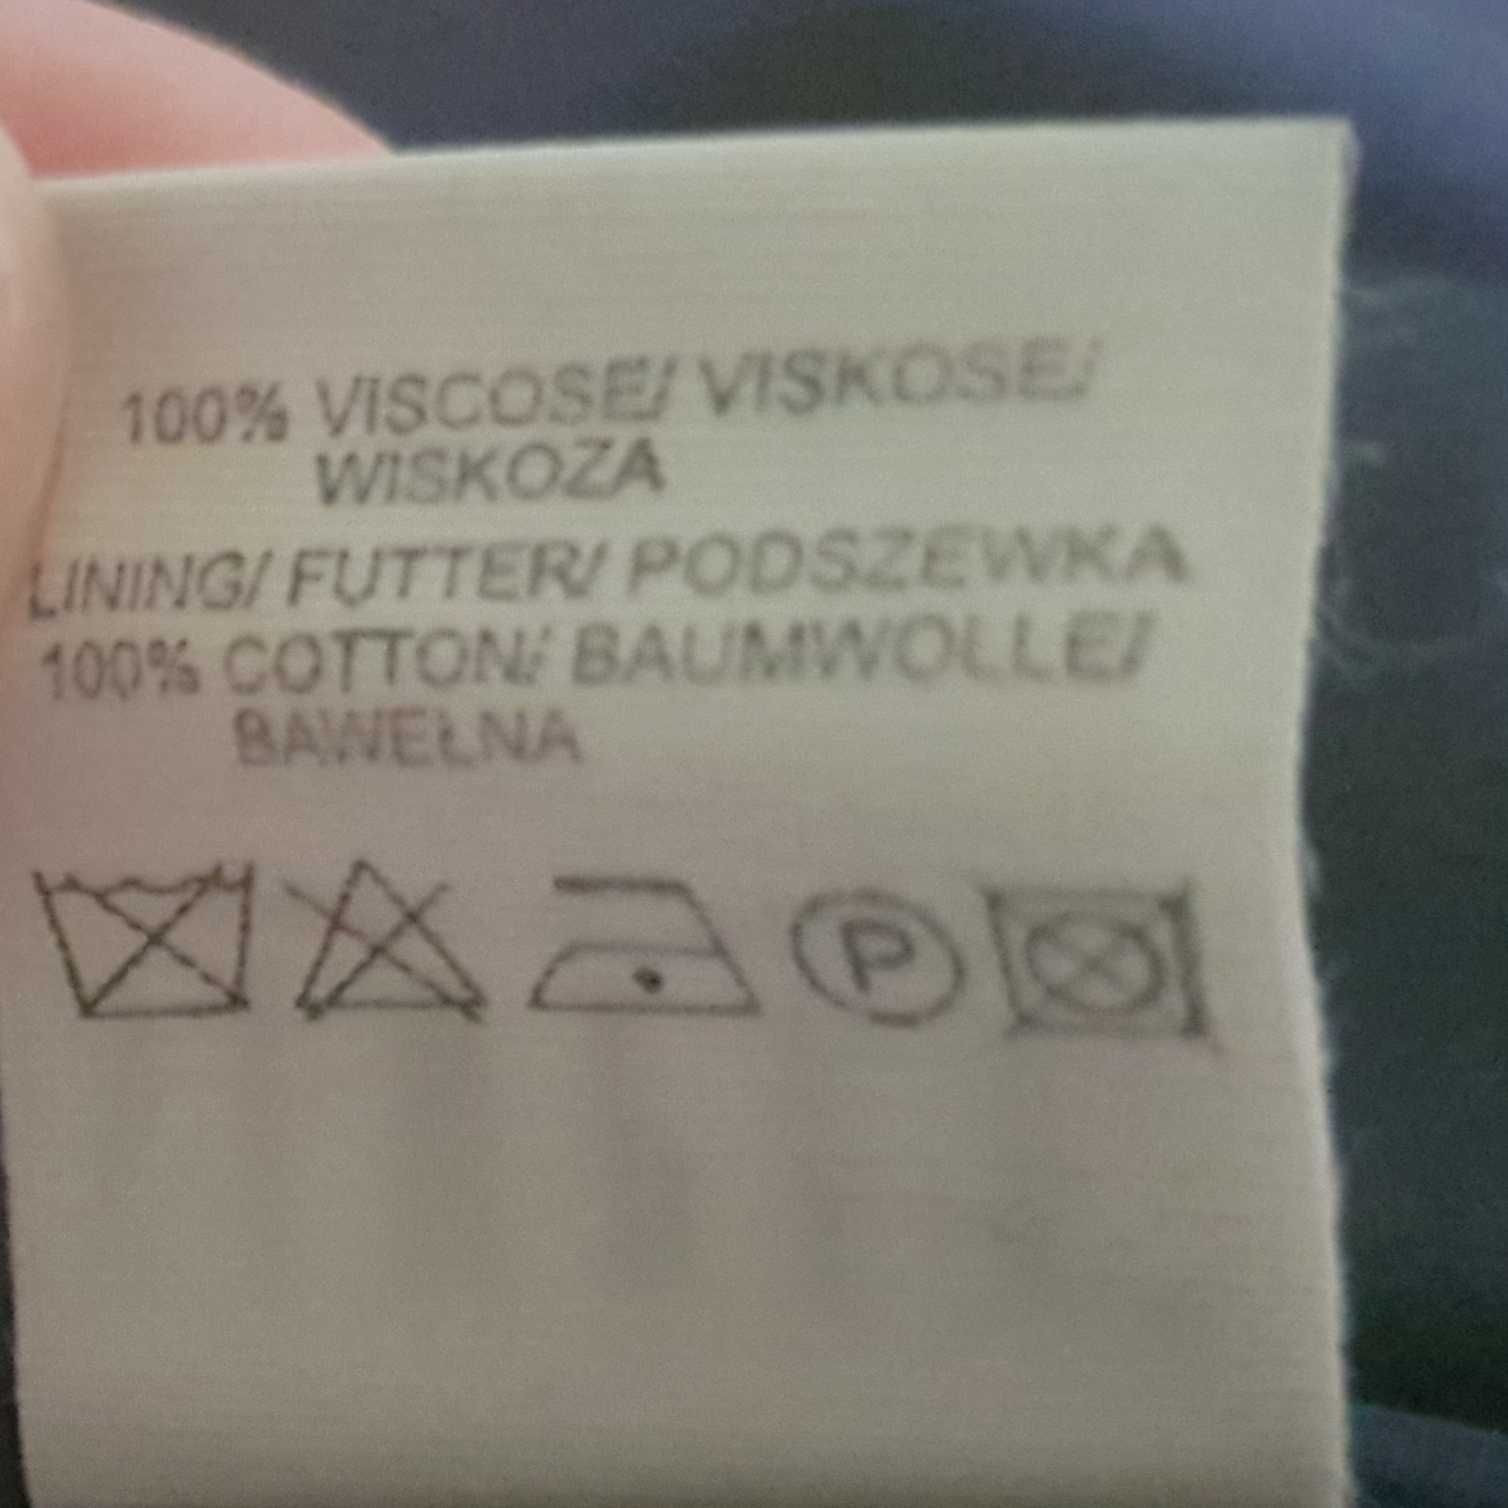 100% VISCOSE/ VISKOSE/
WISKOZA
LINING/ FUTTER/ PODSZEWKA
100% COTTON/ BAUMWOLLE/
BAWEŁNA
P